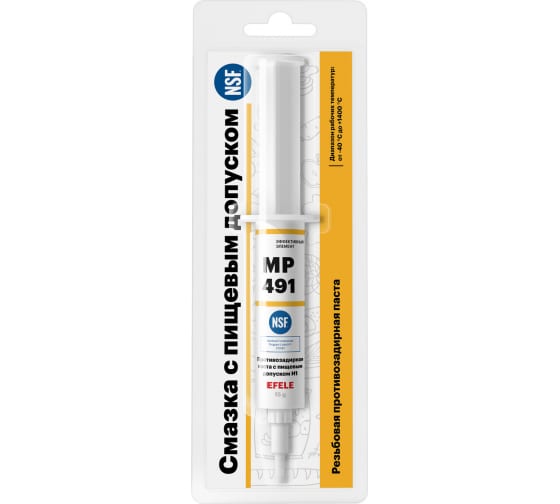 Смазка с пищевым допуском
NSF
Диапазон рабочих температур:
от -40 °C до +1400 °C
Резьбовая противозадирная паста
ЭФФЕКТИВНЫЙ
ЭЛЕМЕНТ
MP
491
NSF
Противозадирная
паста с пищевым
допуском H1
EFELE